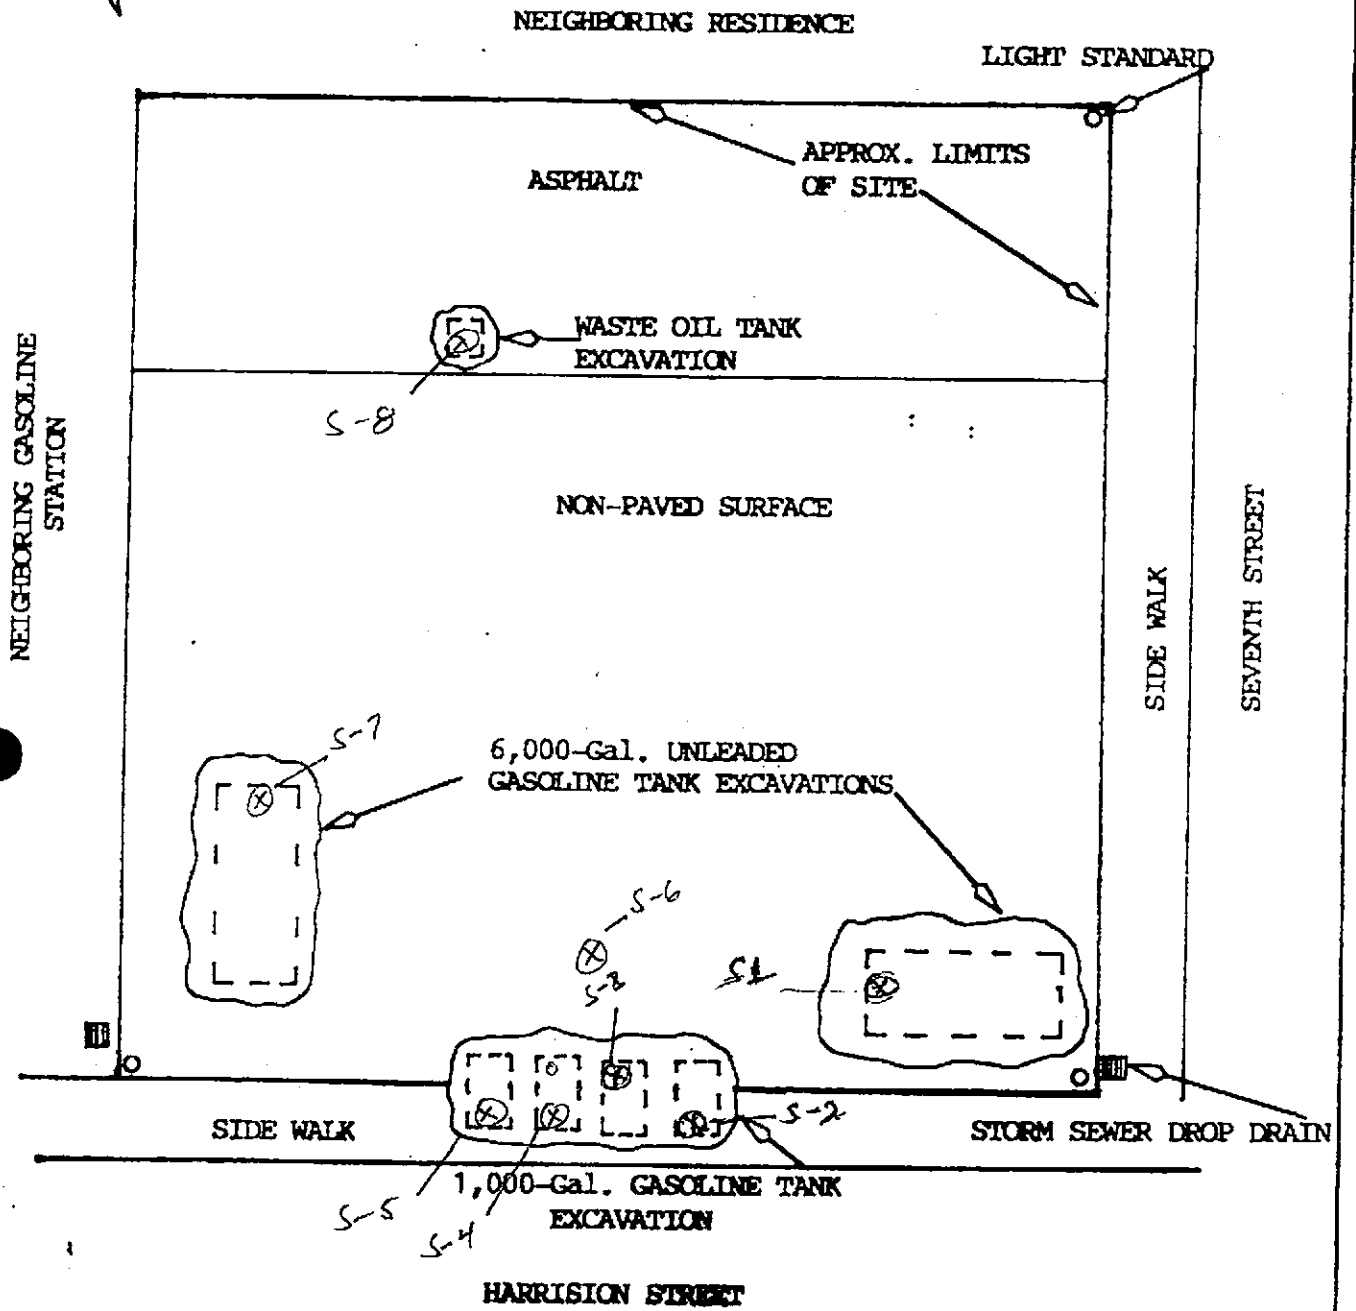 NEIGHBORING RESIDENCE
LIGHT STANDARD
APPROX. LIMITS
OF SITE
ASPHALT
WASTE OIL TANK
EXCAVATION
S-8
NEIGHBORING GASOLINE
STATION
NON-PAVED SURFACE
SIDE WALK
SEVENTH STREET
S-7
6,000-Gal. UNLEADED
GASOLINE TANK EXCAVATIONS
S-6
S1
S-2
SIDE WALK
STORM SEWER DROP DRAIN
1,000-Gal. GASOLINE TANK
EXCAVATION
S-5
S-4
HARRISION STREET